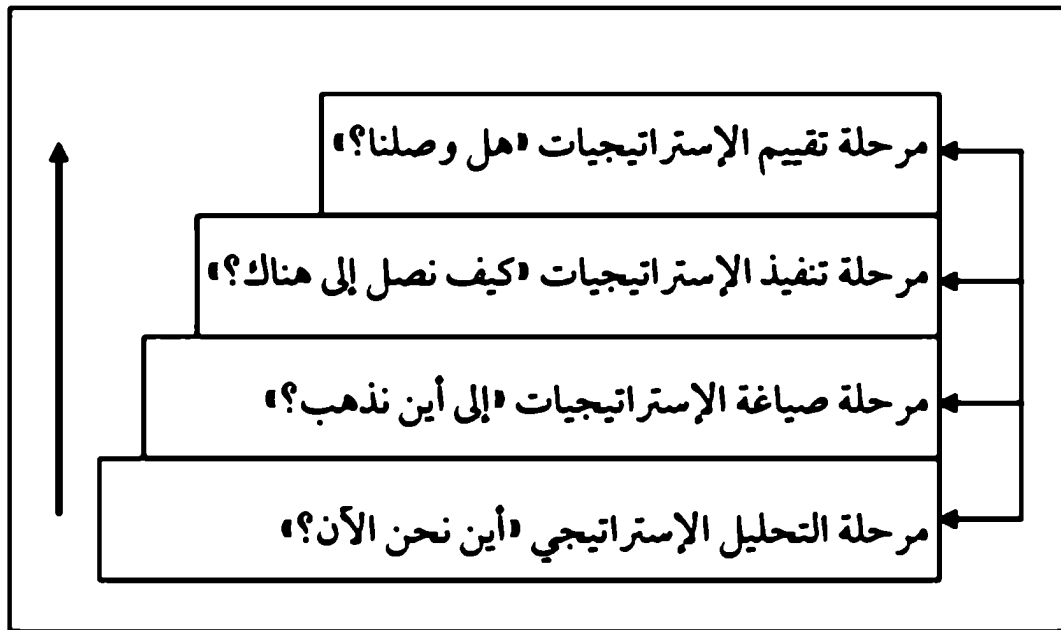 مرحلة تقييم الإستراتيجيات «هل وصلنا؟»
مرحلة تنفيذ الإستراتيجيات «كيف نصل إلى هناك؟»
مرحلة صياغة الإستراتيجيات «إلى أين نذهب؟»
مرحلة التحليل الإستراتيجي «أين نحن الآن؟»